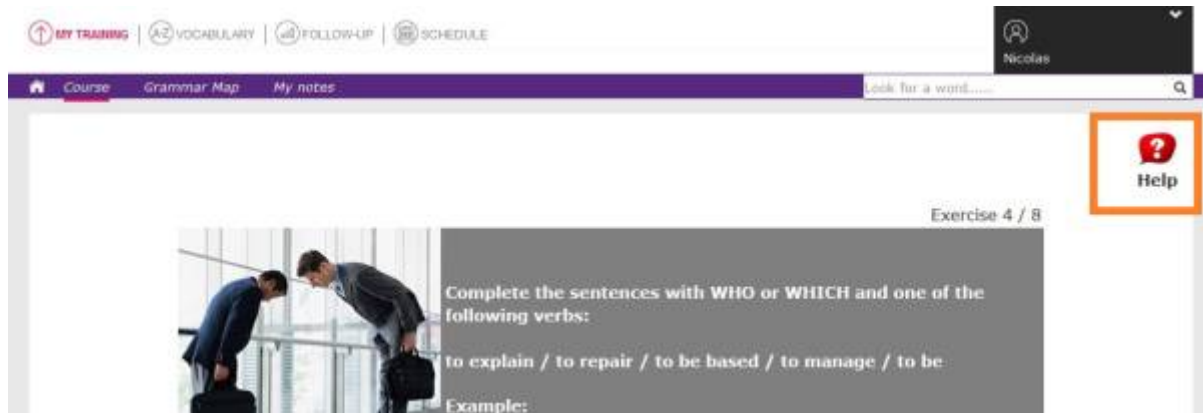 MY TRAINING | A-Z VOCABULARY | FOLLOW-UP | SCHEDULE
Nicolas
Course Grammar Map My notes
Look for a word......
? Help
Exercise 4 / 8
Complete the sentences with WHO or WHICH and one of the
following verbs:
to explain / to repair / to be based / to manage / to be
Example: